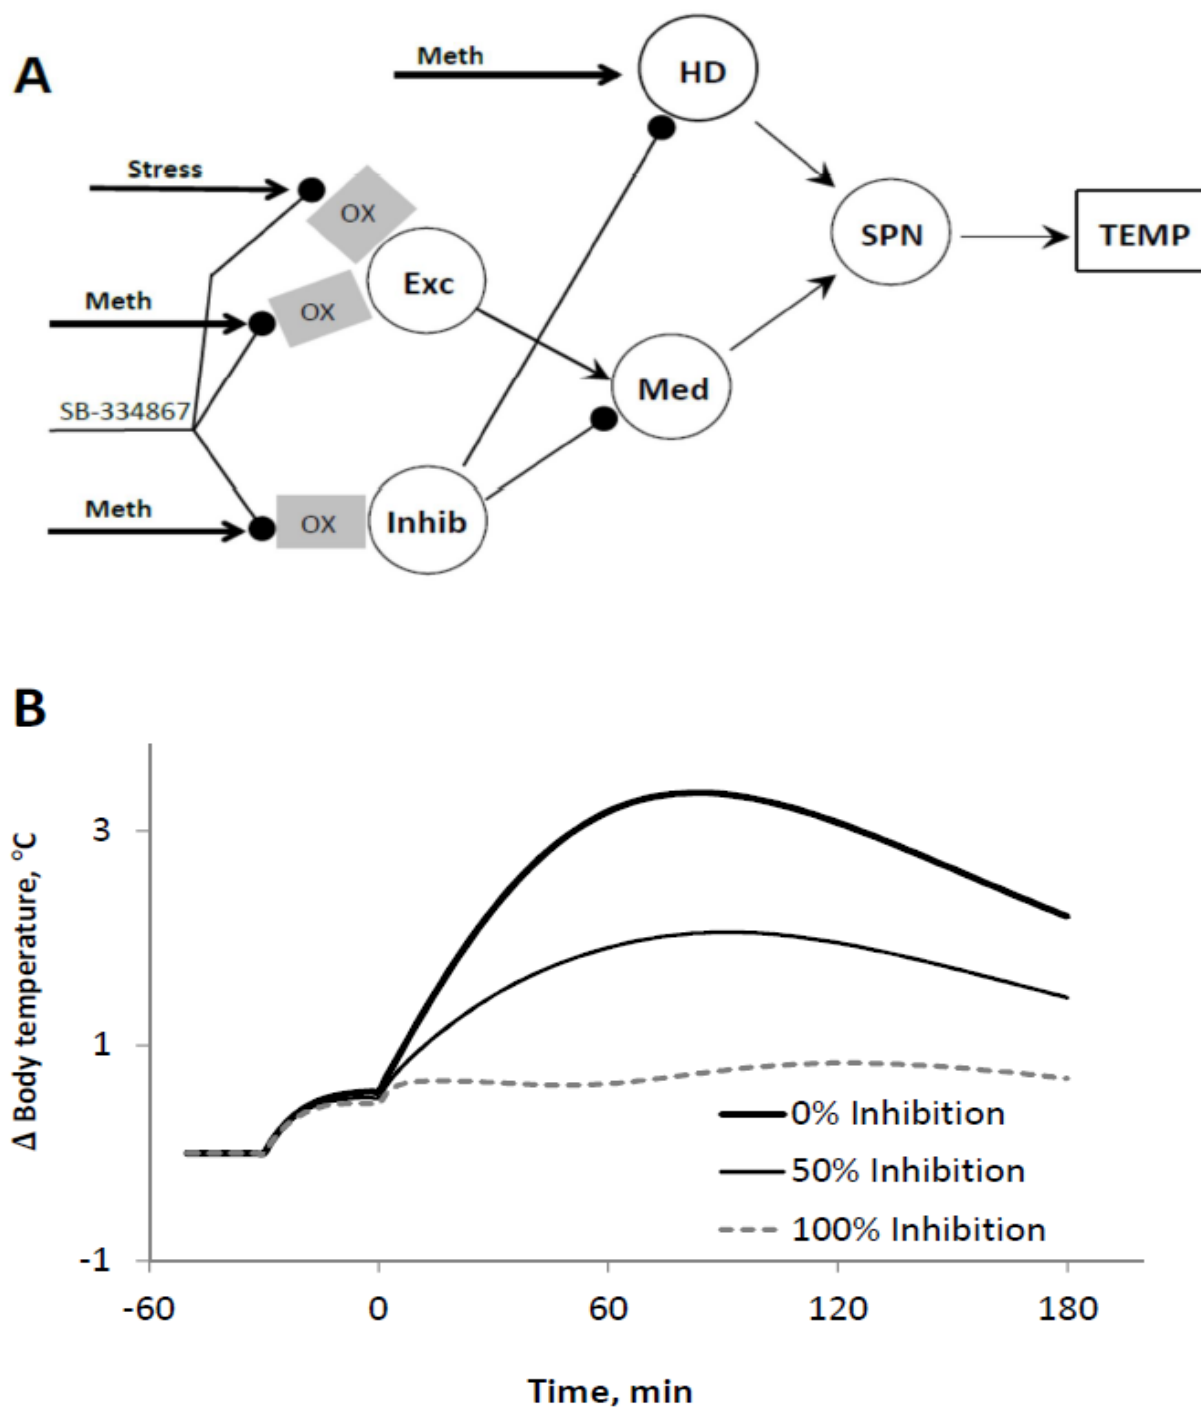 A
Meth
HD
Stress
OX
SPN
TEMP
Exc
Meth
OX
Med
SB-334867
Meth
OX
Inhib
B
Δ Body temperature, °C
3
1
-1
0% Inhibition
50% Inhibition
100% Inhibition
-60 0 60 120 180
Time, min